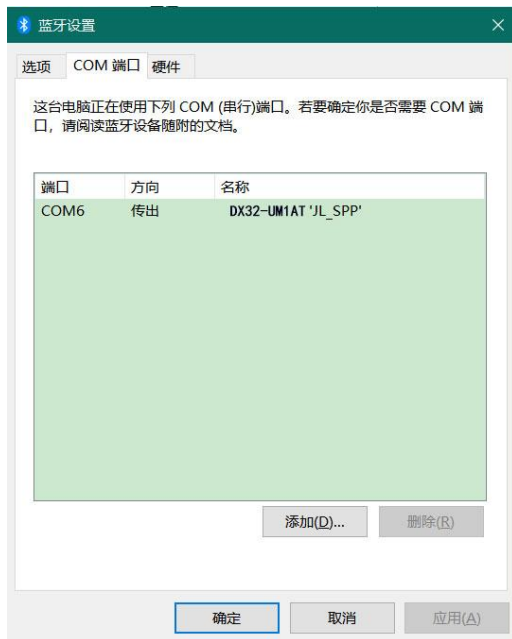 蓝牙设置
选项 COM 端口 硬件
这台电脑正在使用下列 COM (串行)端口。若要确定你是否需要 COM 端
口，请阅读蓝牙设备随附的文档。
端口 方向 名称
COM6 传出 DX32-UM1AT 'JL_SPP'
添加(D)... 删除(R)
确定 取消 应用(A)